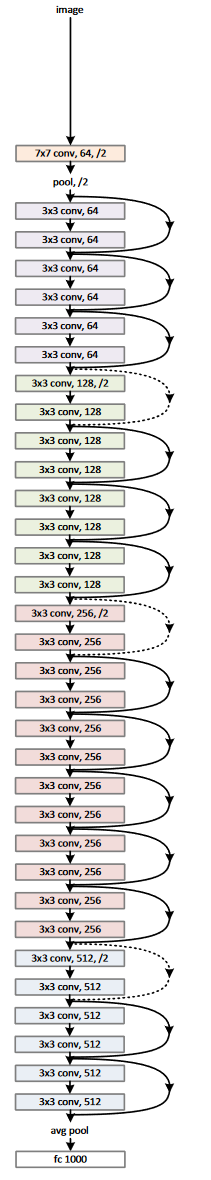 image
7x7 conv, 64, /2
pool, /2
3x3 conv, 64
3x3 conv, 64
3x3 conv, 64
3x3 conv, 64
3x3 conv, 64
3x3 conv, 64
3x3 conv, 128, /2
3x3 conv, 128
3x3 conv, 128
3x3 conv, 128
3x3 conv, 128
3x3 conv, 128
3x3 conv, 128
3x3 conv, 128
3x3 conv, 256, /2
3x3 conv, 256
3x3 conv, 256
3x3 conv, 256
3x3 conv, 256
3x3 conv, 256
3x3 conv, 256
3x3 conv, 256
3x3 conv, 256
3x3 conv, 256
3x3 conv, 256
3x3 conv, 256
3x3 conv, 512, /2
3x3 conv, 512
3x3 conv, 512
3x3 conv, 512
3x3 conv, 512
3x3 conv, 512
avg pool
fc 1000